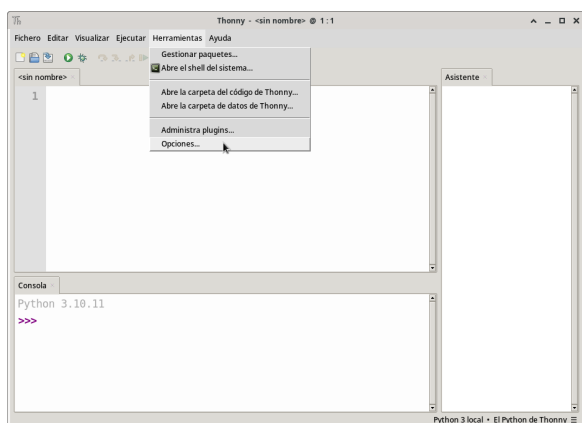 Thonny - <sin nombre> @ 1 : 1
Fichero Editar Visualizar Ejecutar Herramientas Ayuda
Gestionar paquetes...
Abre el shell del sistema...
Abre la carpeta del código de Thonny...
Abre la carpeta de datos de Thonny...
Administra plugins...
Opciones...
<sin nombre>
Asistente
1
Consola
Python 3.10.11
>>>
Python 3 local • El Python de Thonny